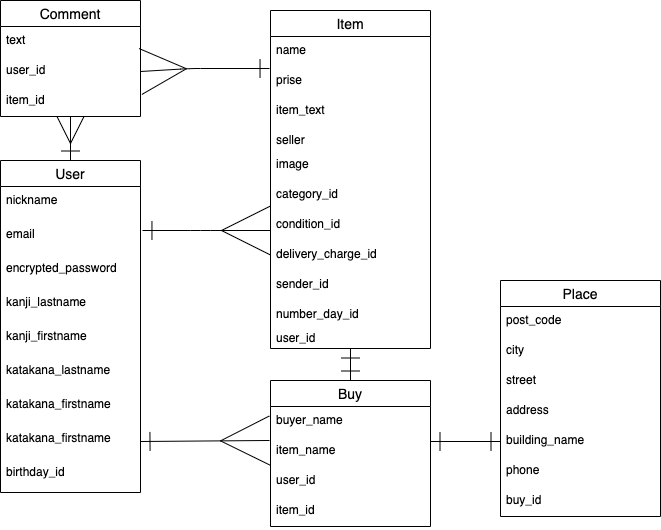 Comment
text
user_id
item_id
User
nickname
email
encrypted_password
kanji_lastname
kanji_firstname
katakana_lastname
katakana_firstname
katakana_firstname
birthday_id
Item
name
prise
item_text
seller
image
category_id
condition_id
delivery_charge_id
sender_id
number_day_id
user_id
Buy
buyer_name
item_name
user_id
item_id
Place
post_code
city
street
address
building_name
phone
buy_id